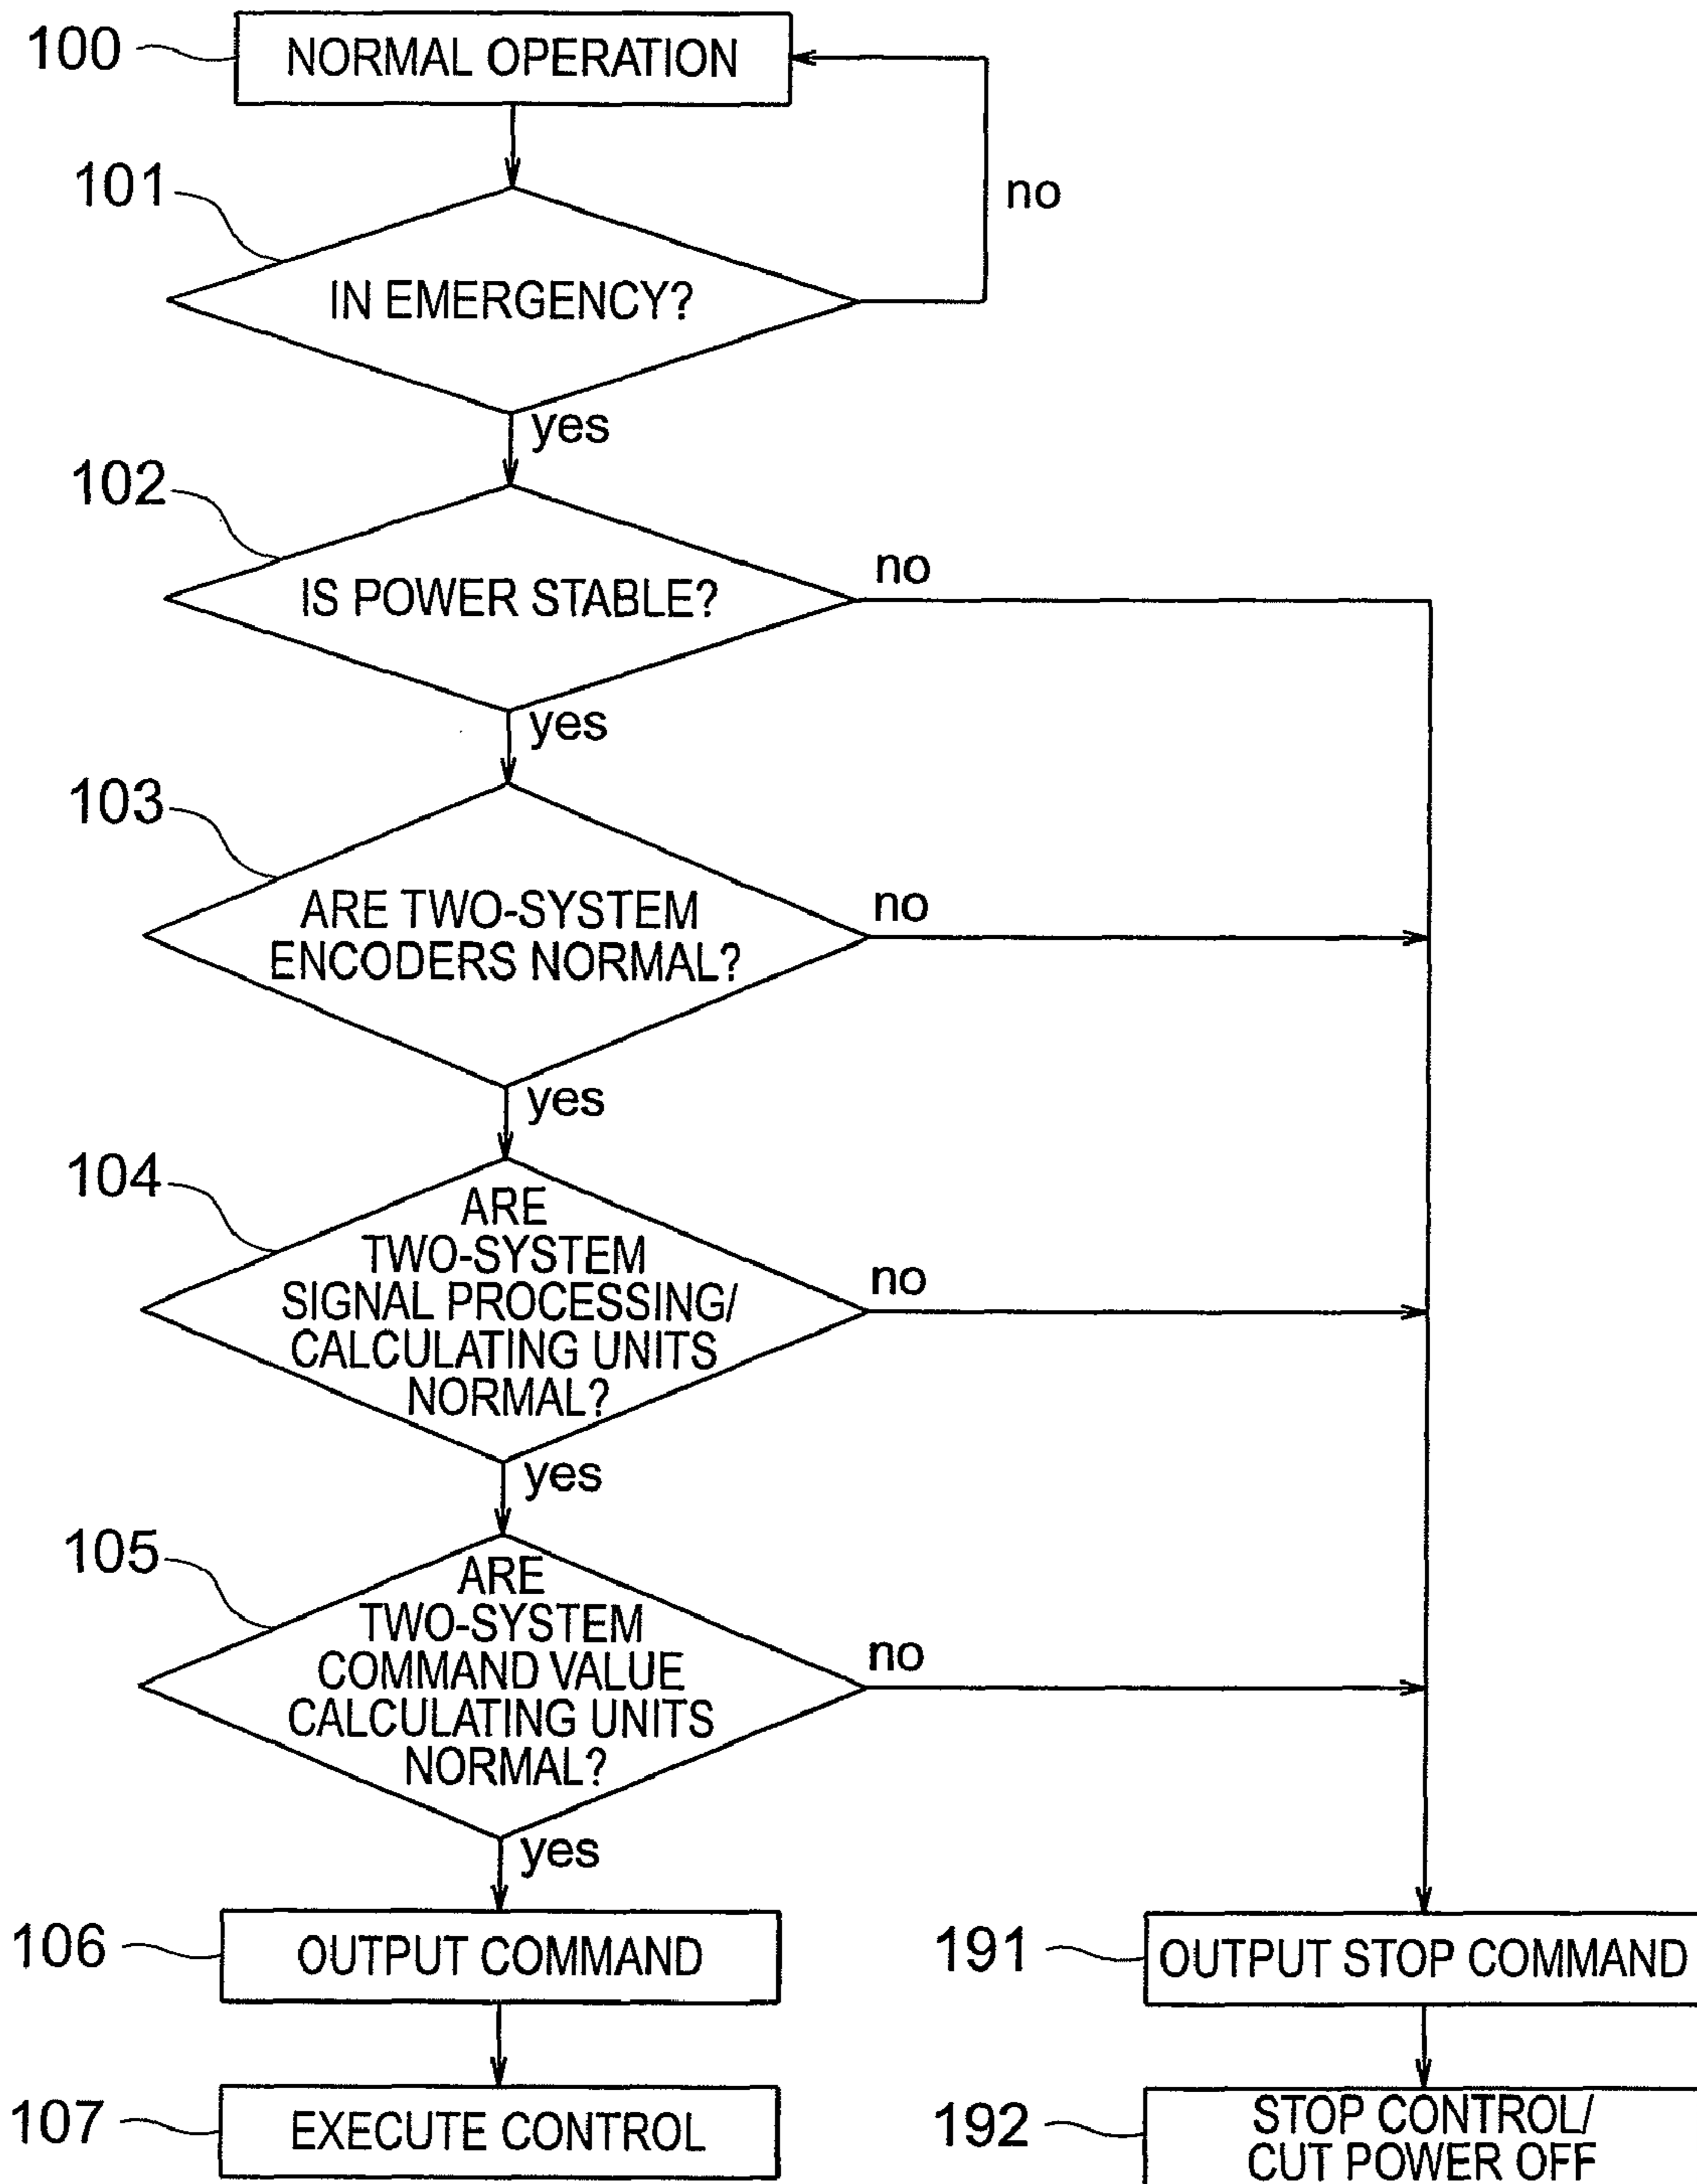 100
NORMAL OPERATION
101
IN EMERGENCY?
no
yes
102
IS POWER STABLE?
no
yes
103
ARE TWO-SYSTEM
ENCODERS NORMAL?
no
yes
104
ARE
TWO-SYSTEM
SIGNAL PROCESSING/
CALCULATING UNITS
NORMAL?
no
yes
105
ARE
TWO-SYSTEM
COMMAND VALUE
CALCULATING UNITS
NORMAL?
no
yes
106
OUTPUT COMMAND
191
OUTPUT STOP COMMAND
107
EXECUTE CONTROL
192
STOP CONTROL/
CUT POWER OFF